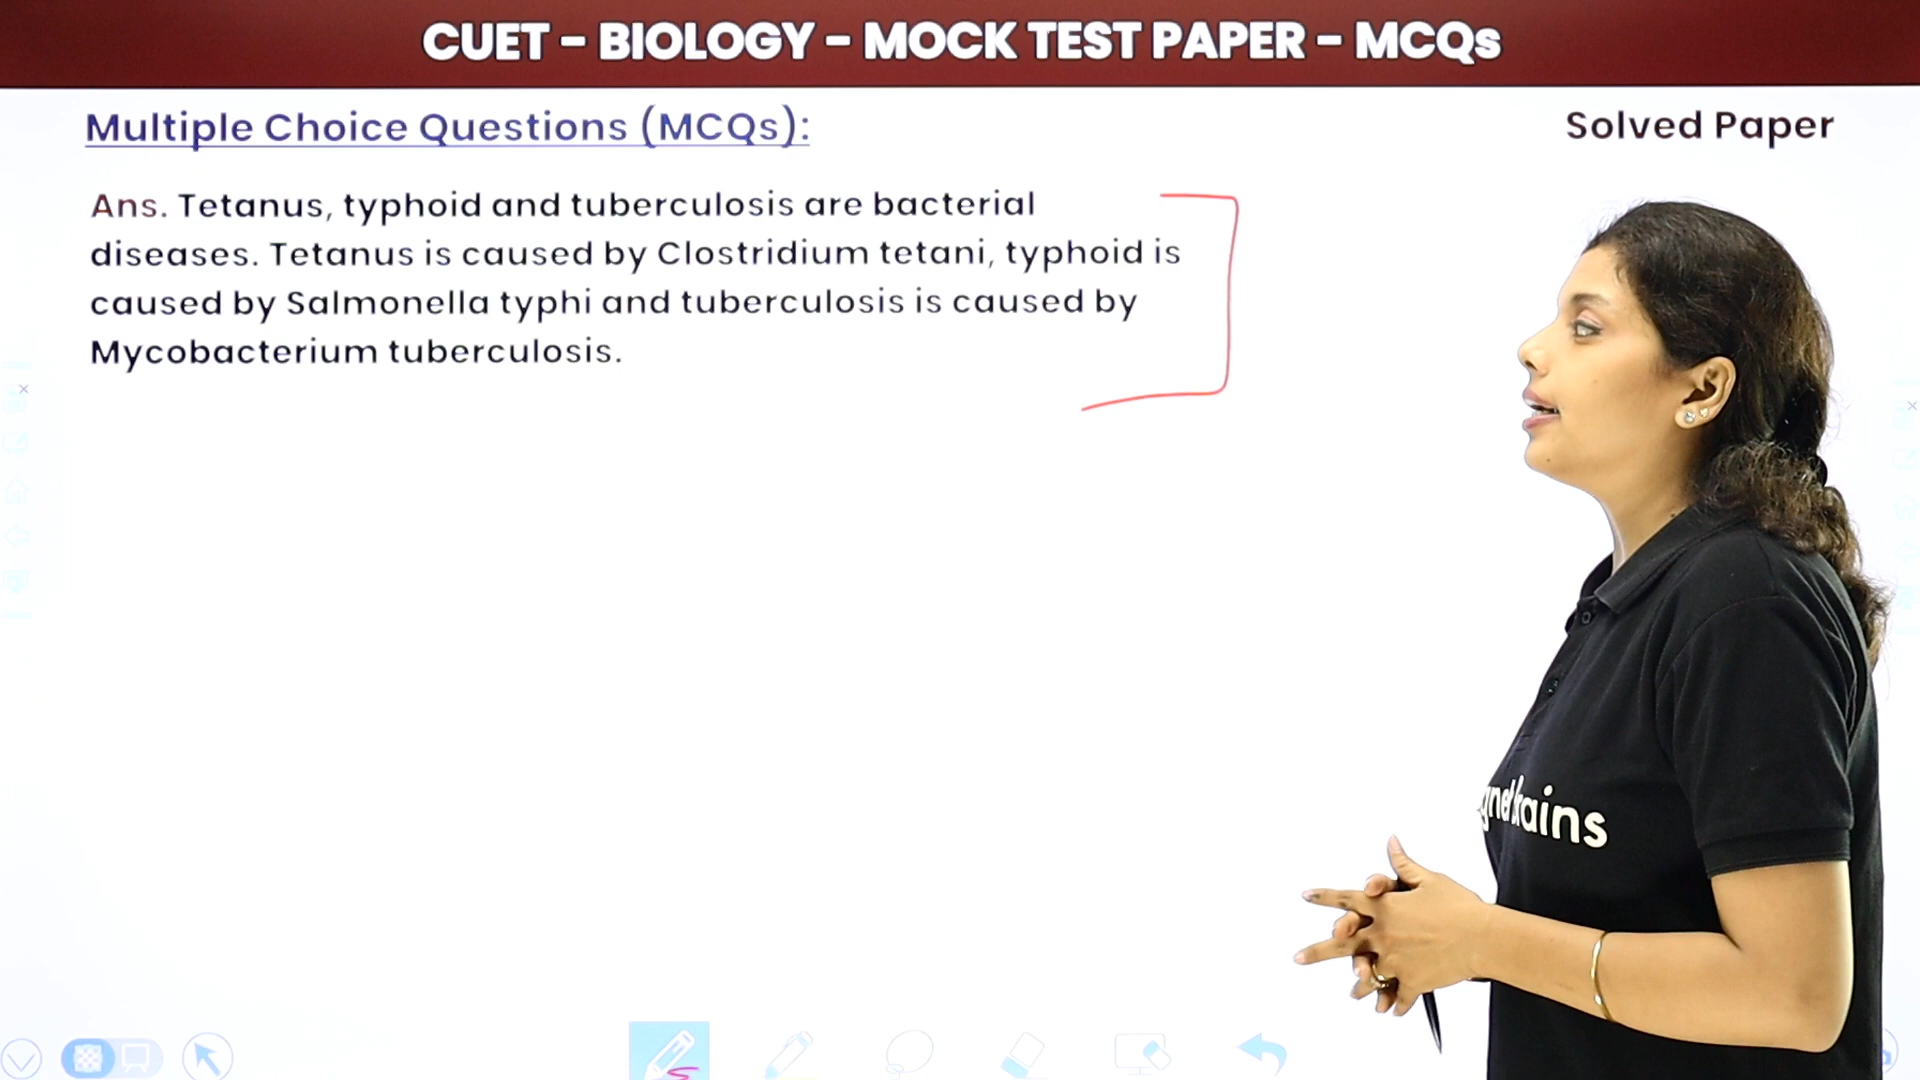 CUET - BIOLOGY - MOCK TEST PAPER - MCQs
Multiple Choice Questions (MCQs):
Solved Paper
Ans. Tetanus, typhoid and tuberculosis are bacterial
diseases. Tetanus is caused by Clostridium tetani, typhoid is
caused by Salmonella typhi and tuberculosis is caused by
Mycobacterium tuberculosis.